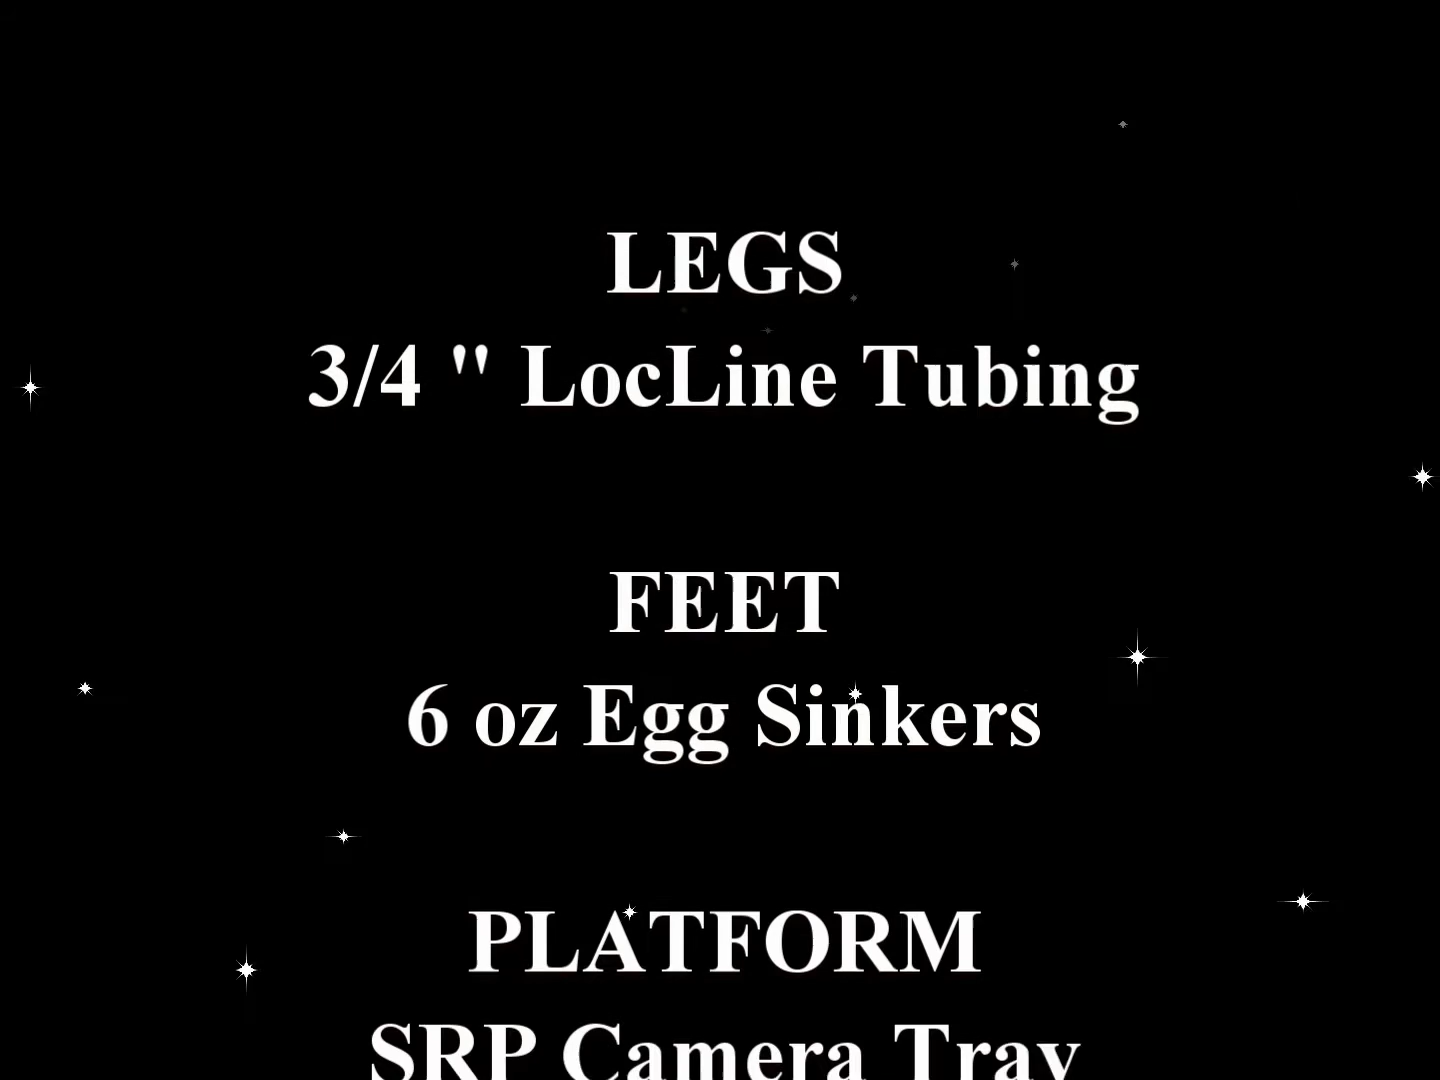 LEGS
3/4 " LocLine Tubing
FEET
6 oz Egg Sinkers
PLATFORM
SRP Camera Tray